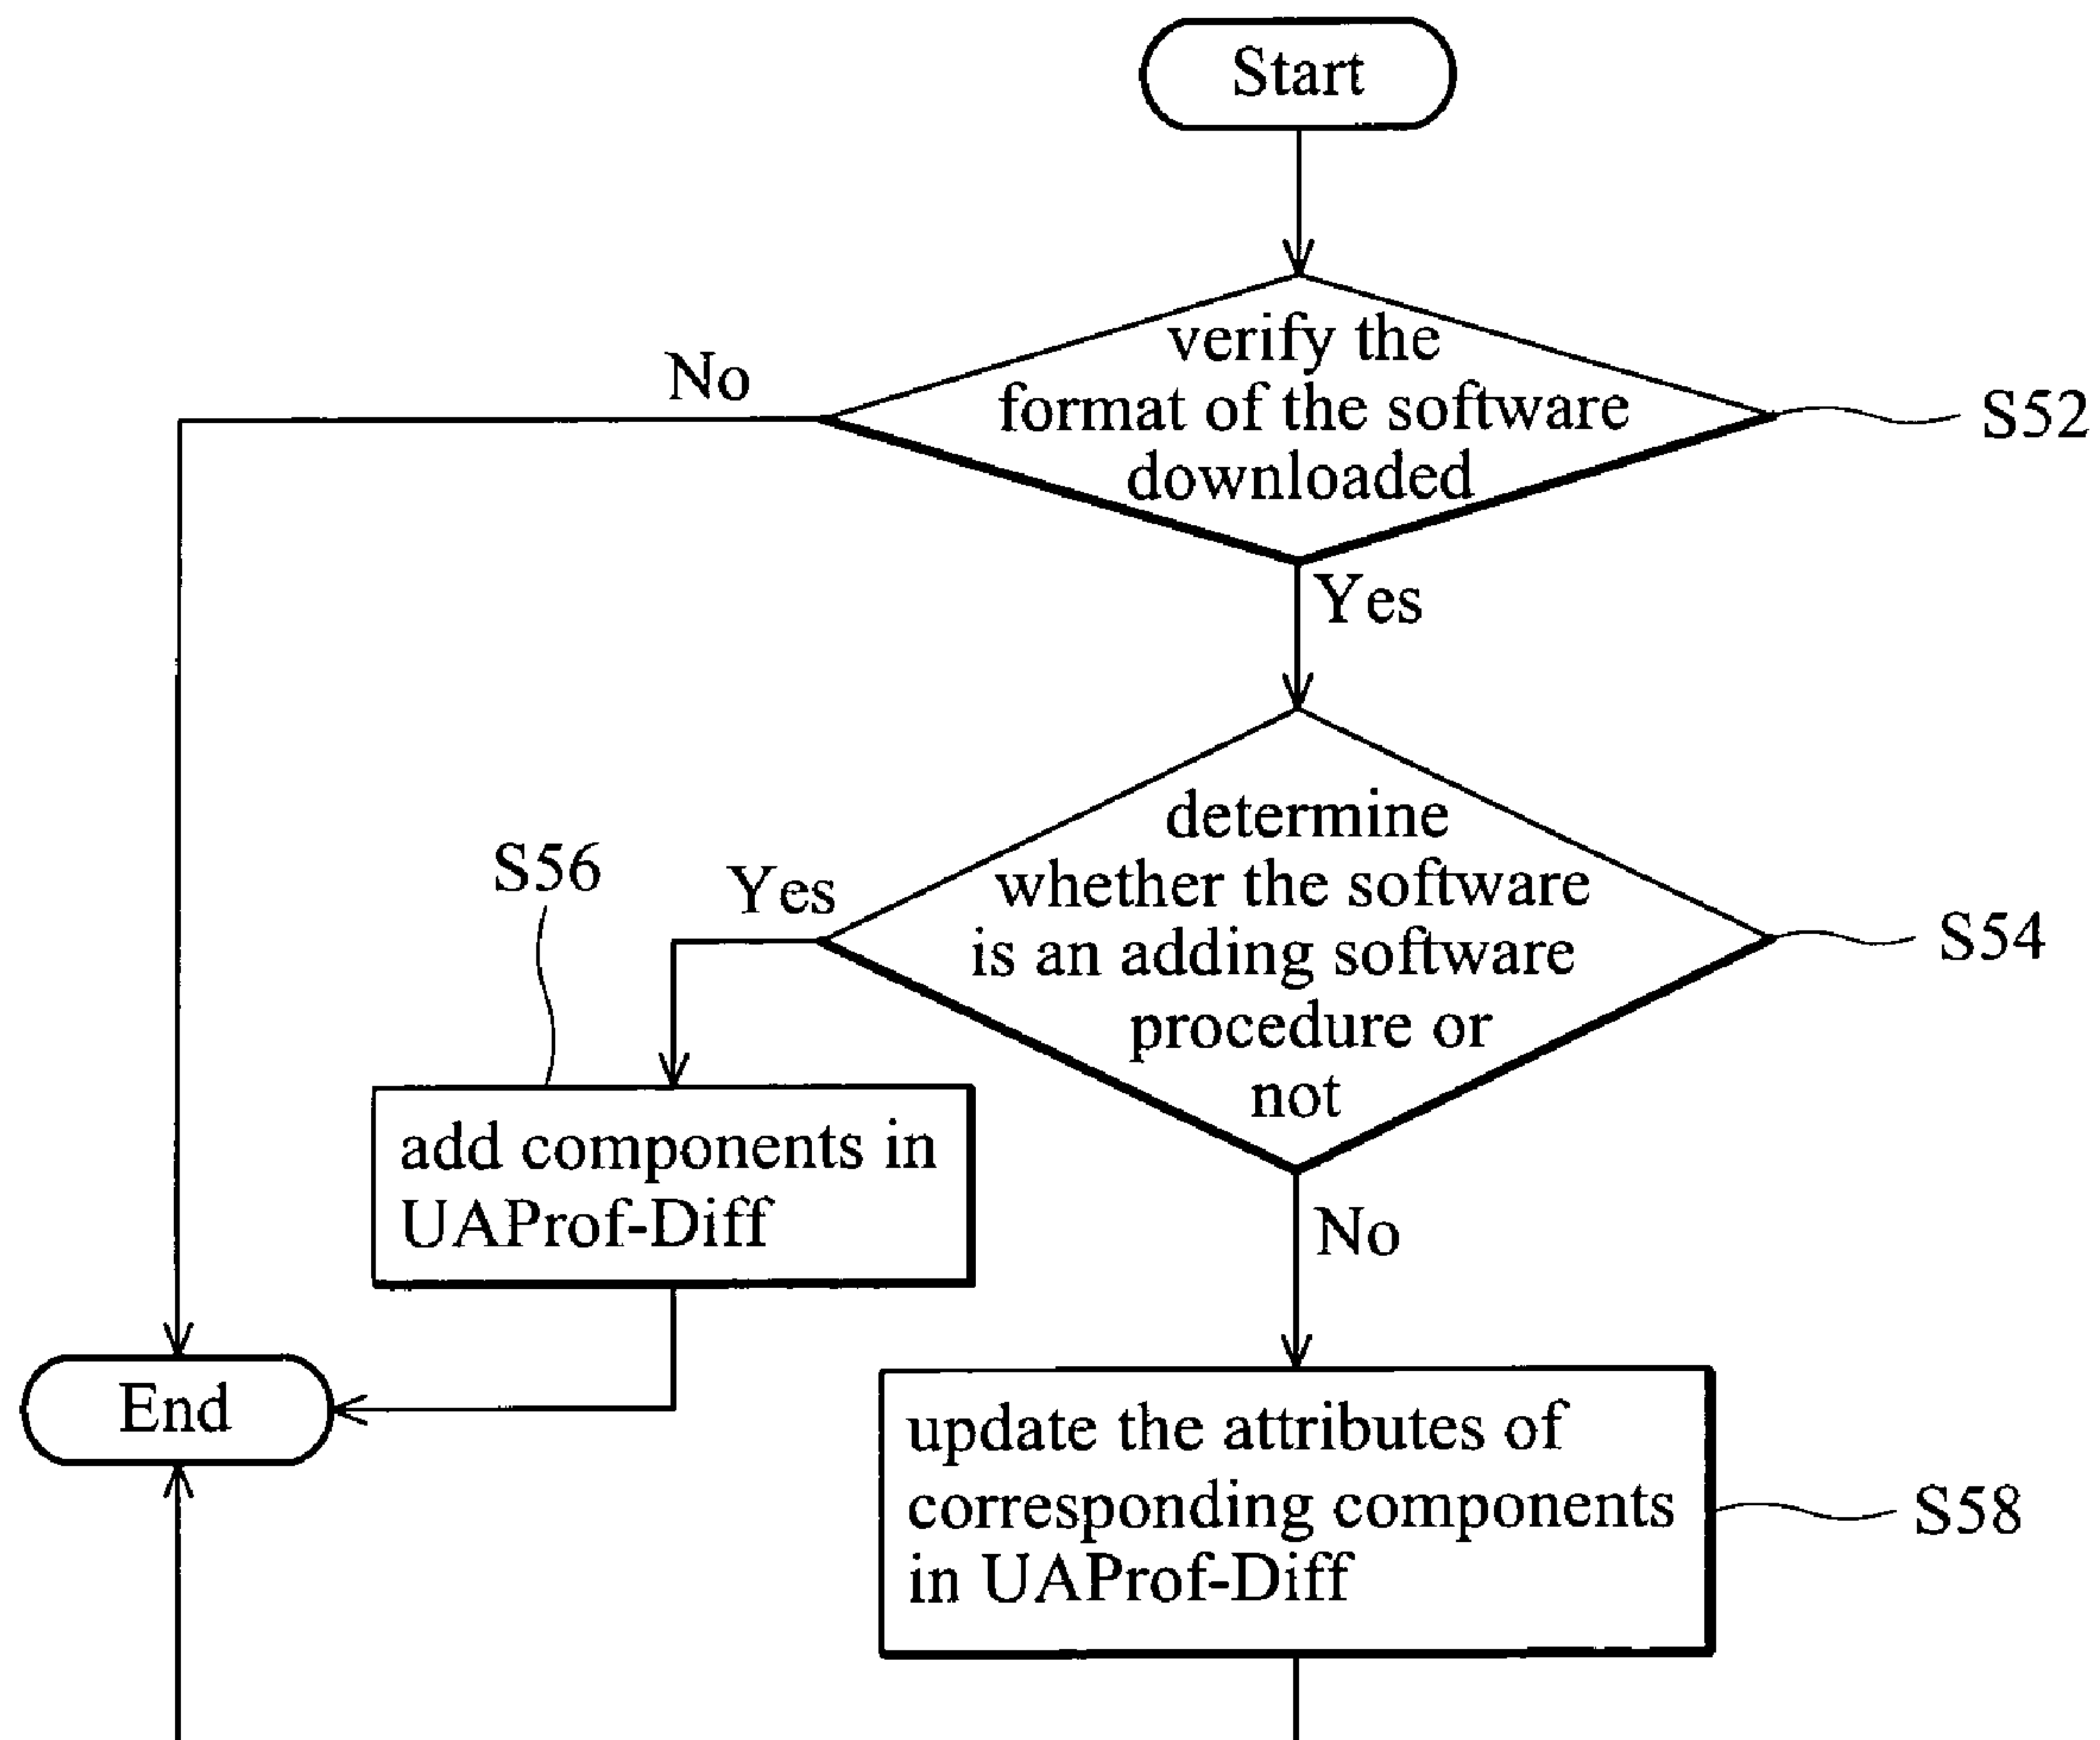 Start
verify the
format of the software
downloaded
No
S52
Yes
determine
whether the software
is an adding software
procedure or
not
S54
Yes
S56
add components in
UAProf-Diff
No
End
update the attributes of
corresponding components
in UAProf-Diff
S58